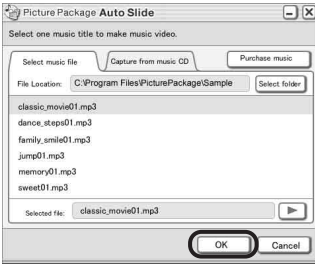 Picture Package Auto Slide
Select one music title to make music video.
Select music file
Capture from music CD
Purchase music
File Location: C:\Program Files\PicturePackage\Sample
Select folder
classic_movie01.mp3
dance_steps01.mp3
family_smile01.mp3
jump01.mp3
memory01.mp3
sweet01.mp3
Selected file: classic_movie01.mp3
OK
Cancel